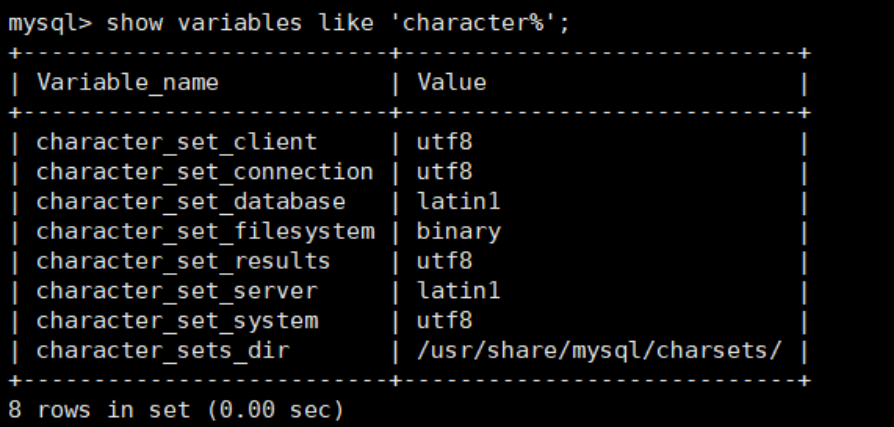 mysql> show variables like 'character%';
+--------------------------+----------------------------+
| Variable_name            | Value                      |
+--------------------------+----------------------------+
| character_set_client     | utf8                       |
| character_set_connection | utf8                       |
| character_set_database   | latin1                     |
| character_set_filesystem | binary                     |
| character_set_results    | utf8                       |
| character_set_server     | latin1                     |
| character_set_system     | utf8                       |
| character_sets_dir       | /usr/share/mysql/charsets/ |
+--------------------------+----------------------------+
8 rows in set (0.00 sec)